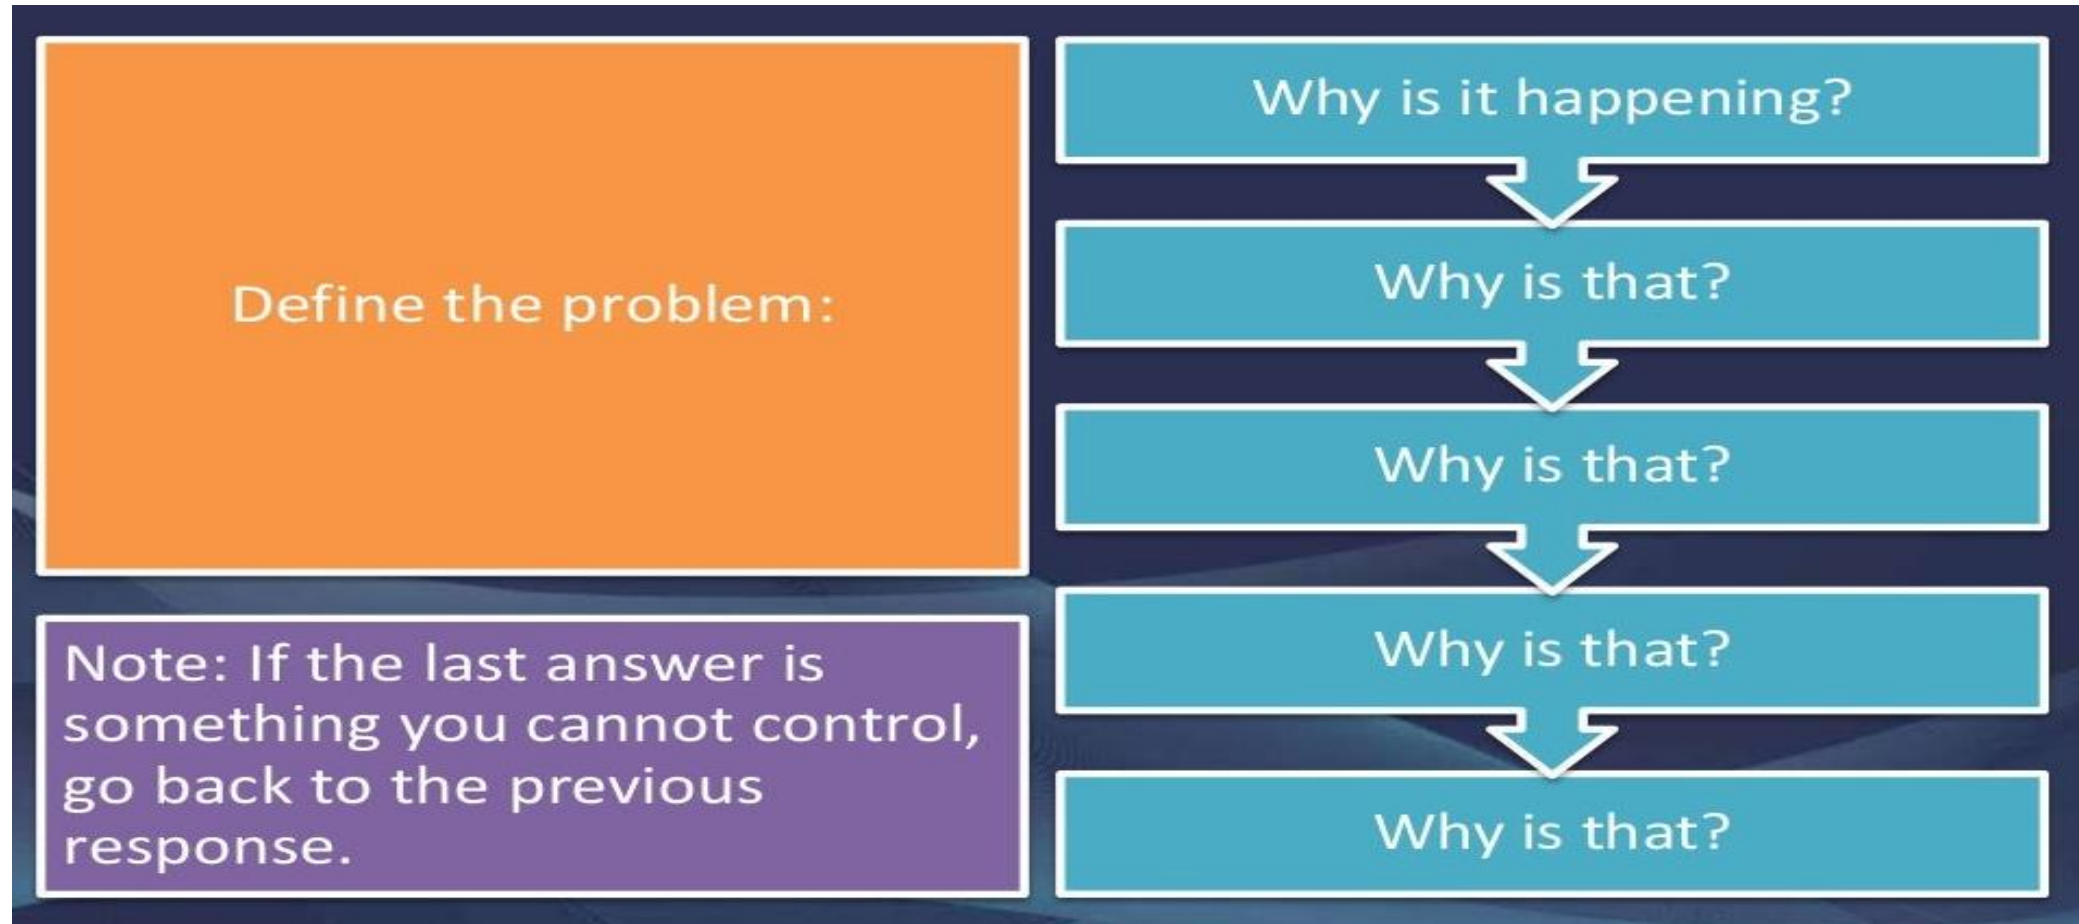 Define the problem:
Note: If the last answer is
something you cannot control,
go back to the previous
response.
Why is it happening?
Why is that?
Why is that?
Why is that?
Why is that?